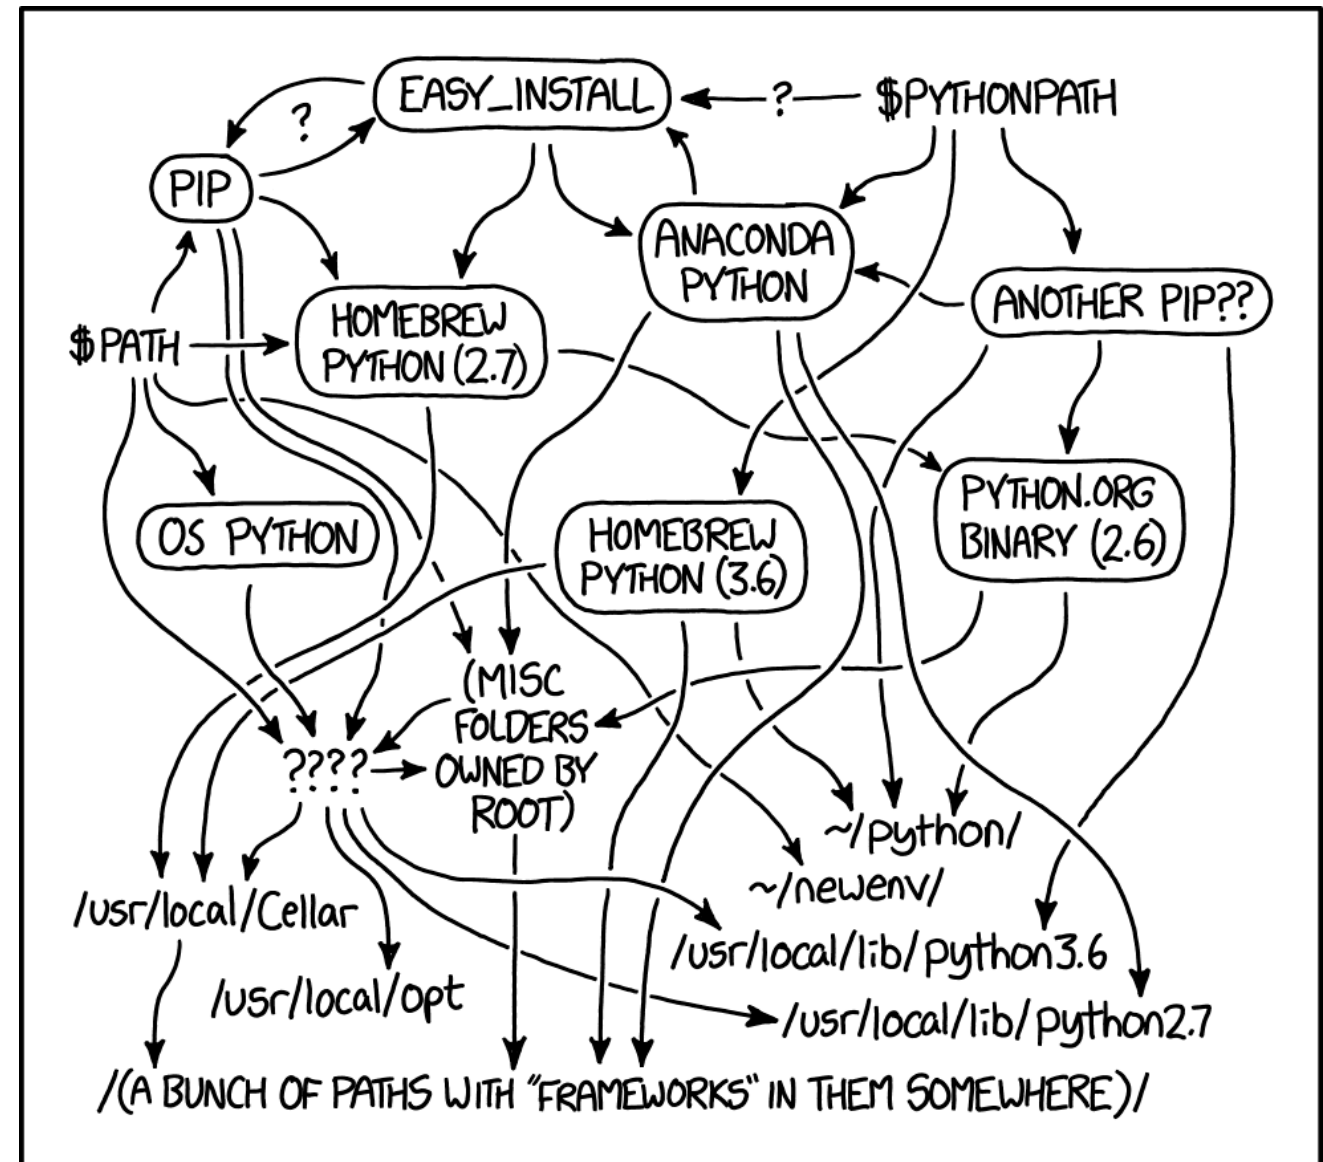 EASY_INSTALL
?
$PYTHONPATH
?
PIP
ANACONDA
PYTHON
ANOTHER PIP??
HOMEBREW
PYTHON (2.7)
$PATH
PYTHON.ORG
BINARY (2.6)
OS PYTHON
HOMEBREW
PYTHON (3.6)
(MISC
FOLDERS
OWNED BY
ROOT)
????
~/python/
~/newenv/
/usr/local/Cellar
/usr/local/lib/python3.6
/usr/local/opt
/usr/local/lib/python2.7
/(A BUNCH OF PATHS WITH "FRAMEWORKS" IN THEM SOMEWHERE)/